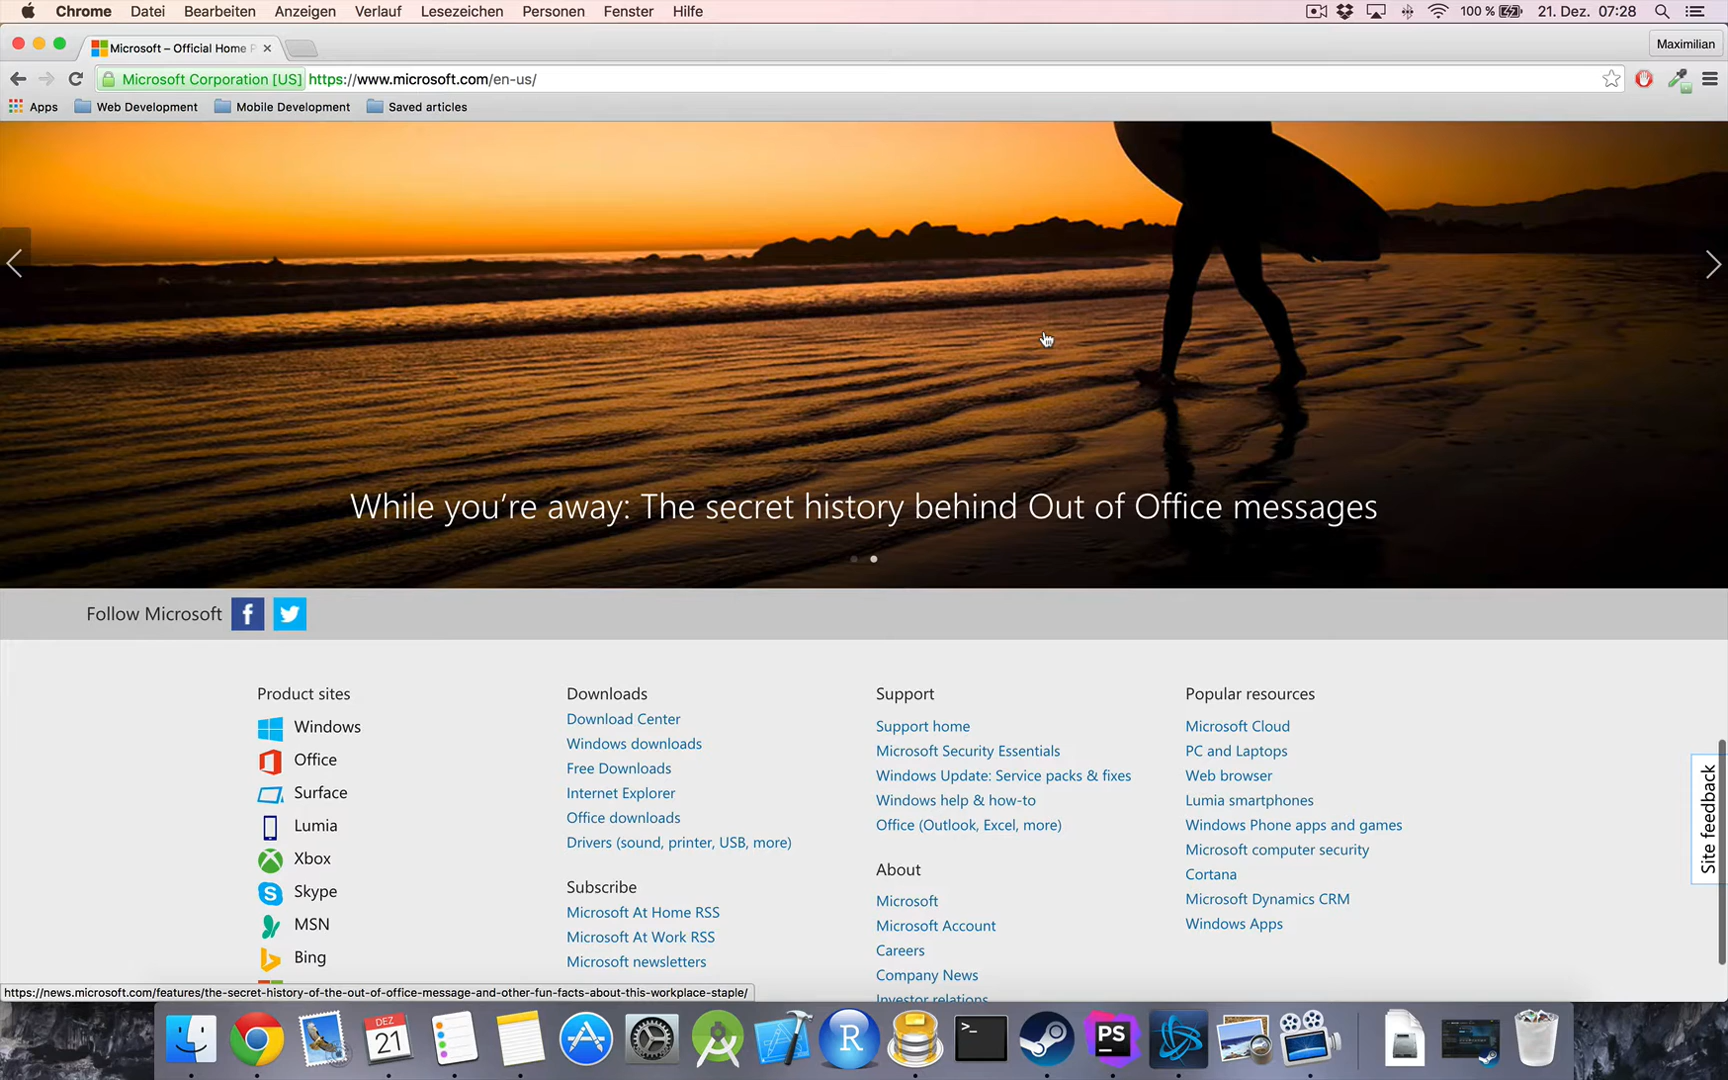 Chrome Datei Bearbeiten Anzeigen Verlauf Lesezeichen Personen Fenster Hilfe 100 % 21. Dez. 07:28
Microsoft – Official Home P Maximilian
Microsoft Corporation [US] https://www.microsoft.com/en-us/
Apps Web Development Mobile Development Saved articles
While you're away: The secret history behind Out of Office messages
Follow Microsoft
Product sites
Windows
Office
Surface
Lumia
Xbox
Skype
MSN
Bing
Downloads
Download Center
Windows downloads
Free Downloads
Internet Explorer
Office downloads
Drivers (sound, printer, USB, more)
Subscribe
Microsoft At Home RSS
Microsoft At Work RSS
Microsoft newsletters
Support
Support home
Microsoft Security Essentials
Windows Update: Service packs & fixes
Windows help & how-to
Office (Outlook, Excel, more)
About
Microsoft
Microsoft Account
Careers
Company News
Investor relations
Popular resources
Microsoft Cloud
PC and Laptops
Web browser
Lumia smartphones
Windows Phone apps and games
Microsoft computer security
Cortana
Microsoft Dynamics CRM
Windows Apps
Site feedback
https://news.microsoft.com/features/the-secret-history-of-the-out-of-office-message-and-other-fun-facts-about-this-workplace-staple/
DEZ
21
R
>_
PS